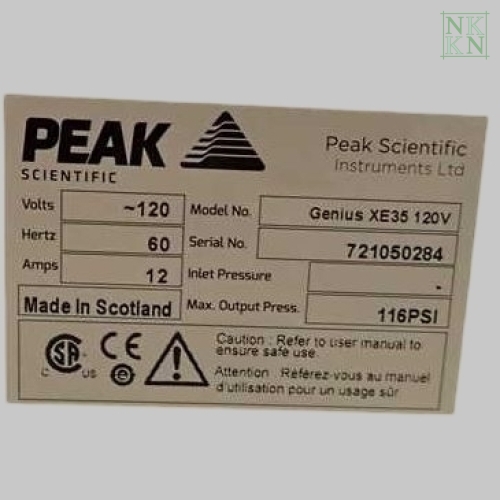 NK
KN
PEAK
SCIENTIFIC
Peak Scientific
Instruments Ltd
Volts ~120 Model No. Genius XE35 120V
Hertz 60 Serial No. 721050284
Amps 12 Inlet Pressure -
Made In Scotland Max. Output Press. 116PSI
SA C US CE e
Caution : Refer to user manual to
ensure safe use.
Attention : Référez-vous au manuel
d'utilisation pour un usage sûr